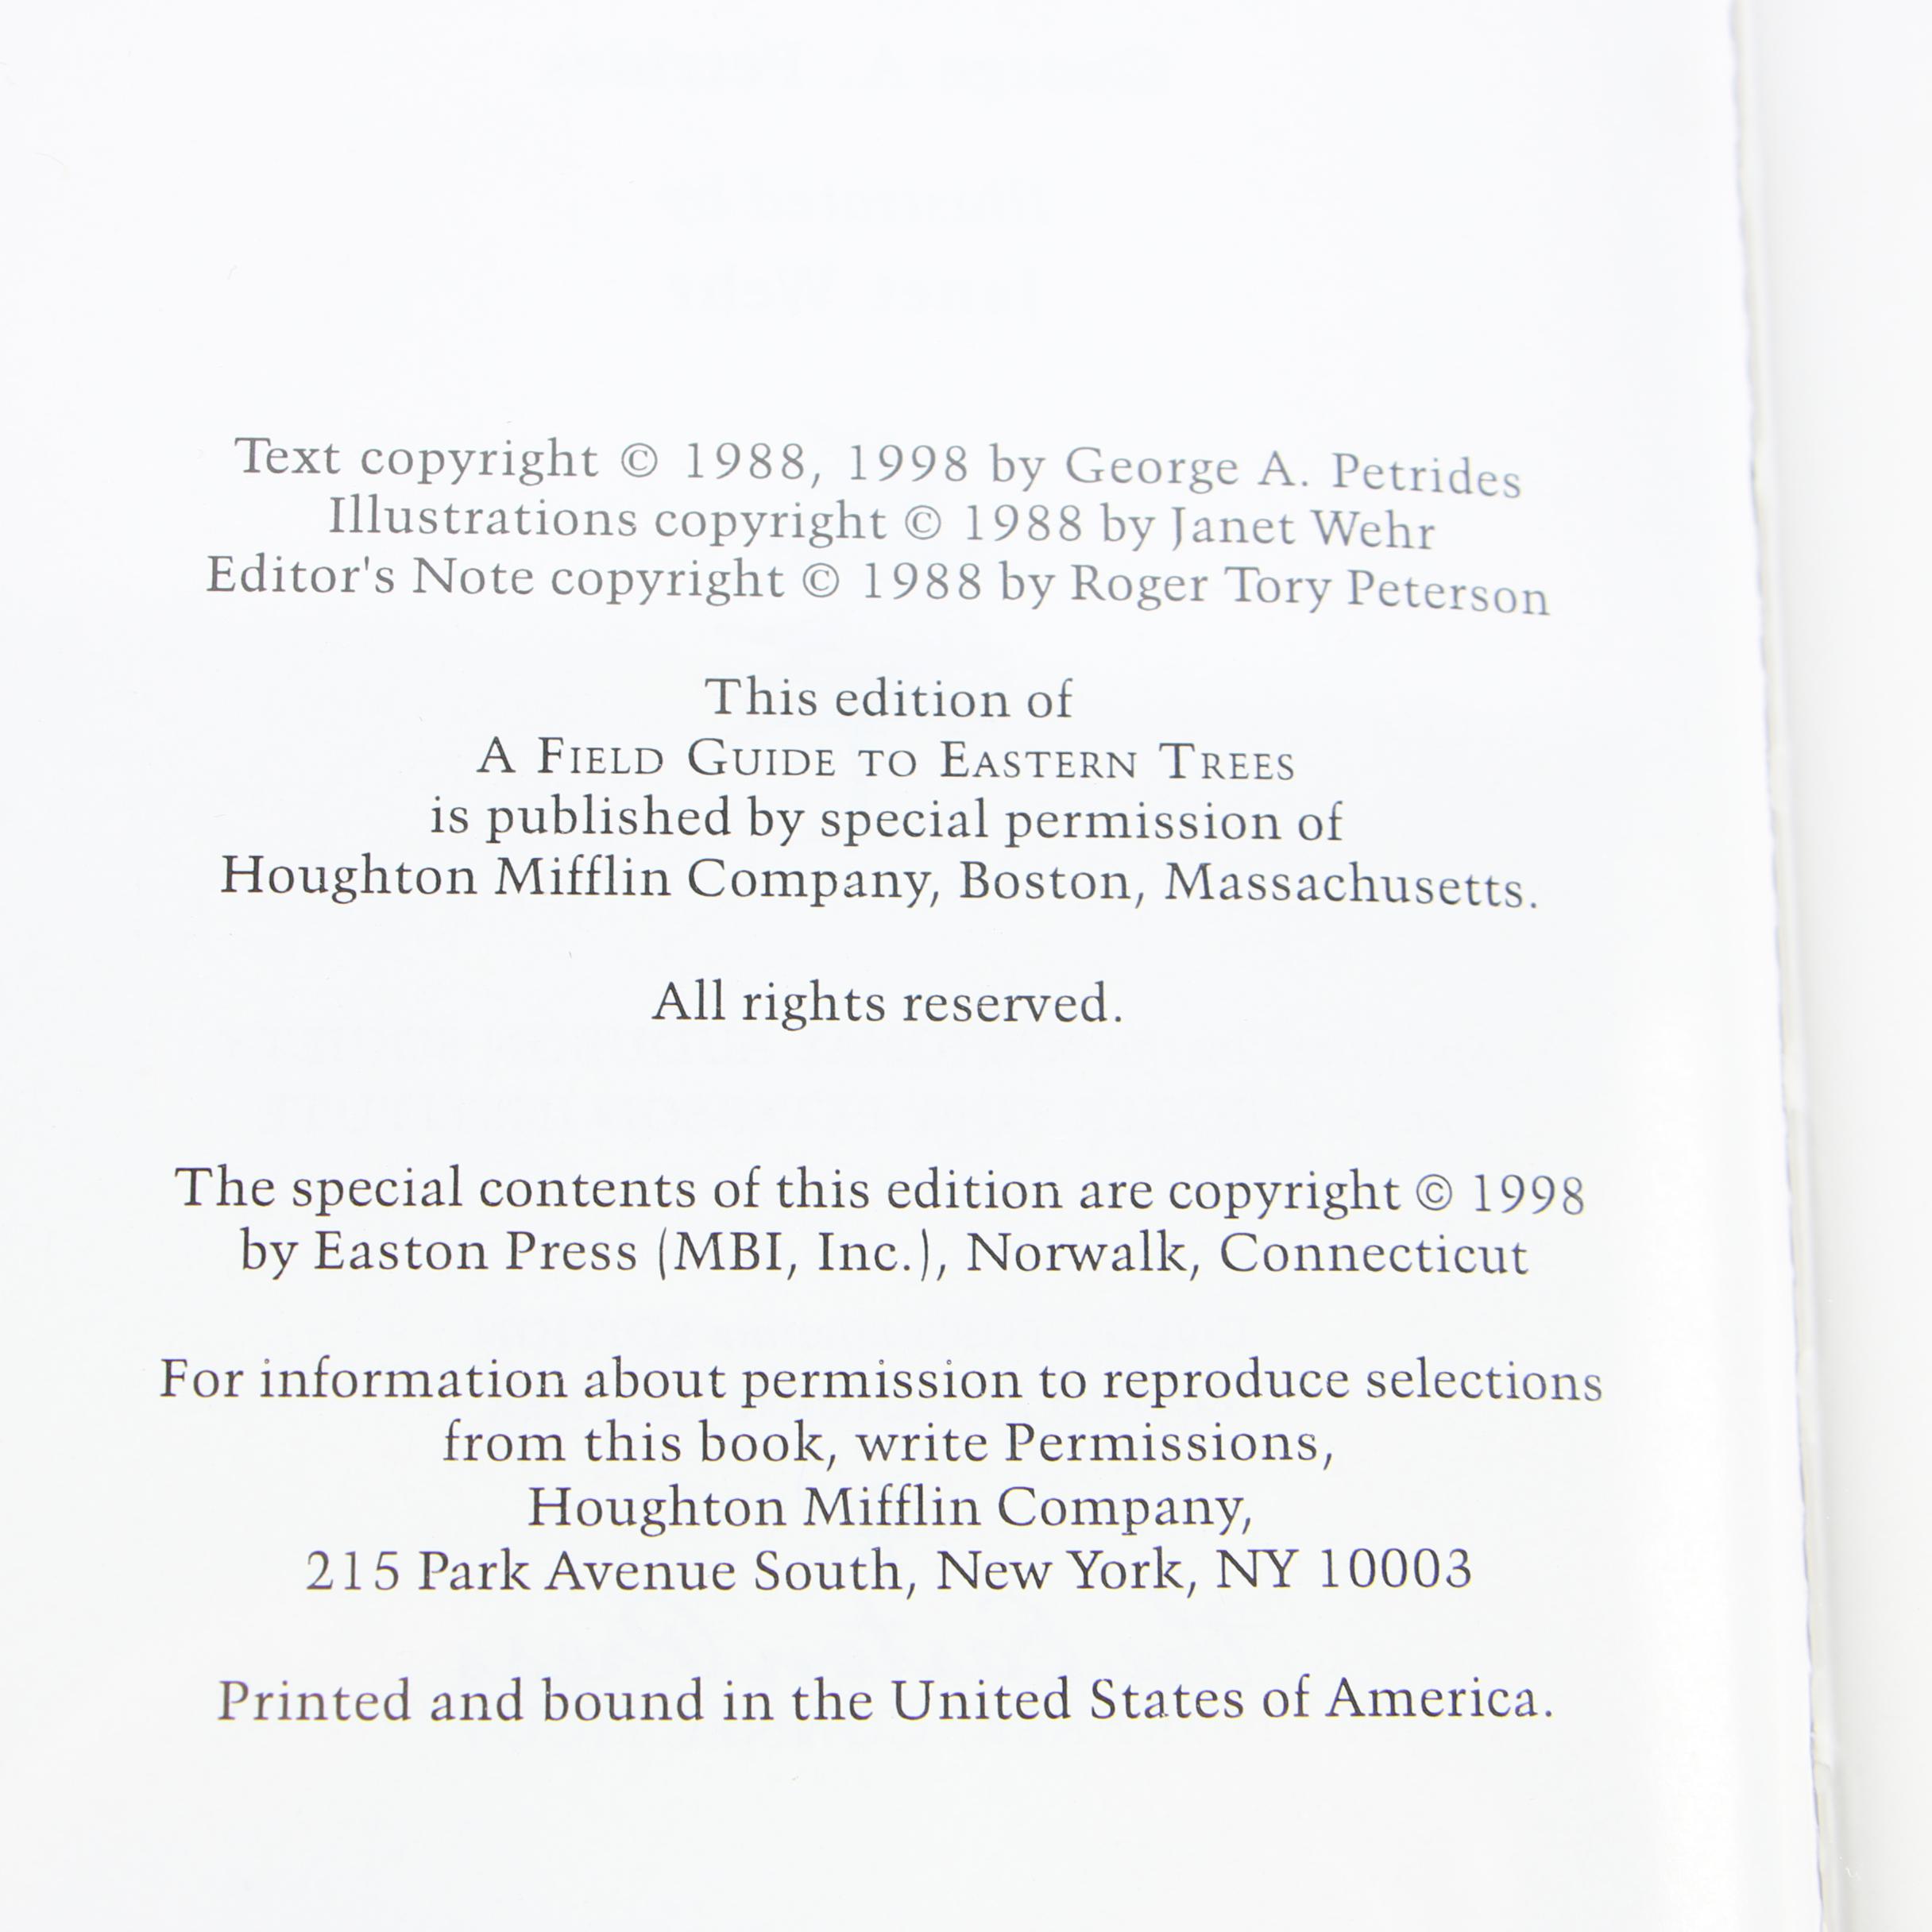 Text copyright © 1988, 1998 by George A. Petrides
Illustrations copyright © 1988 by Janet Wehr
Editor's Note copyright © 1988 by Roger Tory Peterson
This edition of
A FIELD GUIDE TO EASTERN TREES
is published by special permission of
Houghton Mifflin Company, Boston, Massachusetts.
All rights reserved.
The special contents of this edition are copyright © 1998
by Easton Press (MBI, Inc.), Norwalk, Connecticut
For information about permission to reproduce selections
from this book, write Permissions,
Houghton Mifflin Company,
215 Park Avenue South, New York, NY 10003
Printed and bound in the United States of America.